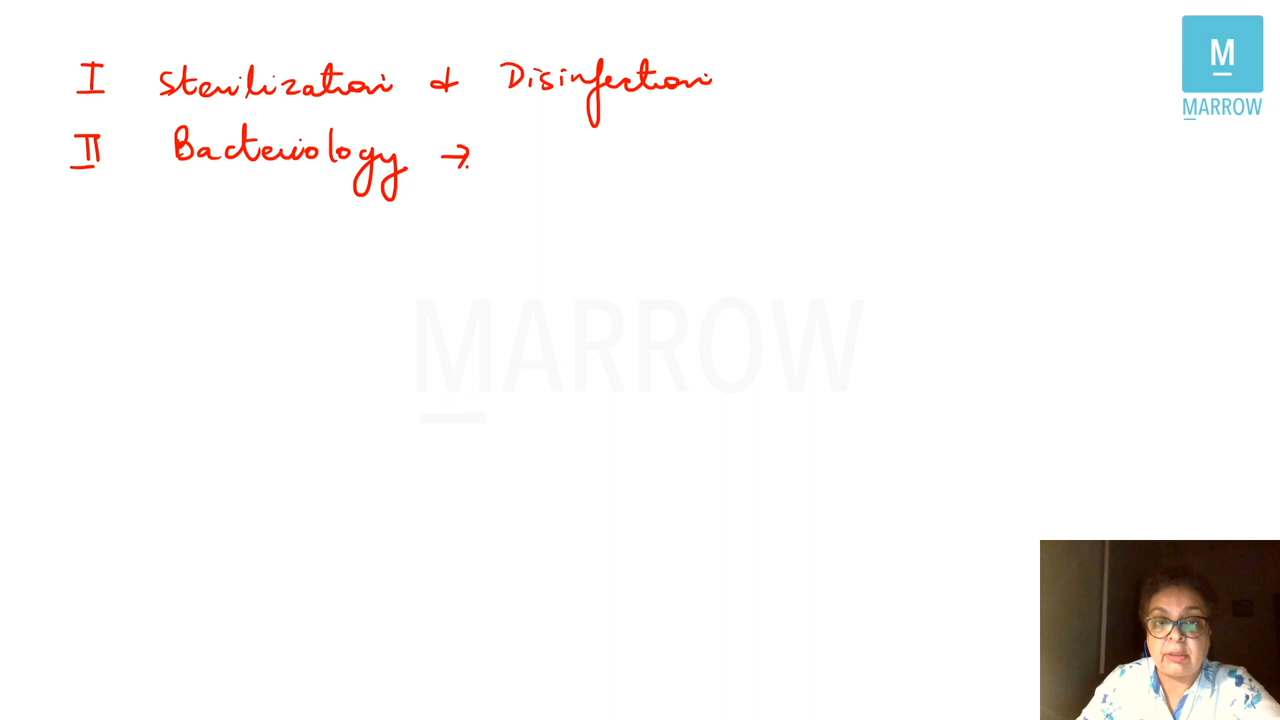 I Sterilization & Disinfection
II Bacteriology →
M
MARROW
MARROW